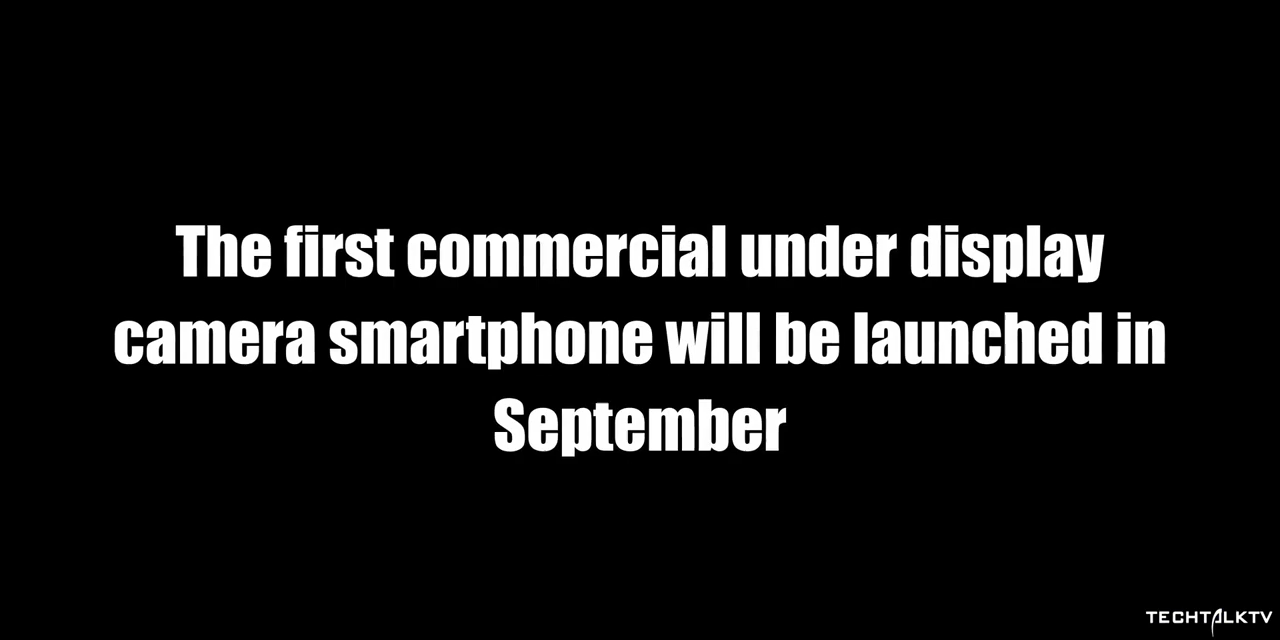 The first commercial under display
camera smartphone will be launched in
September
TECHTALKTV